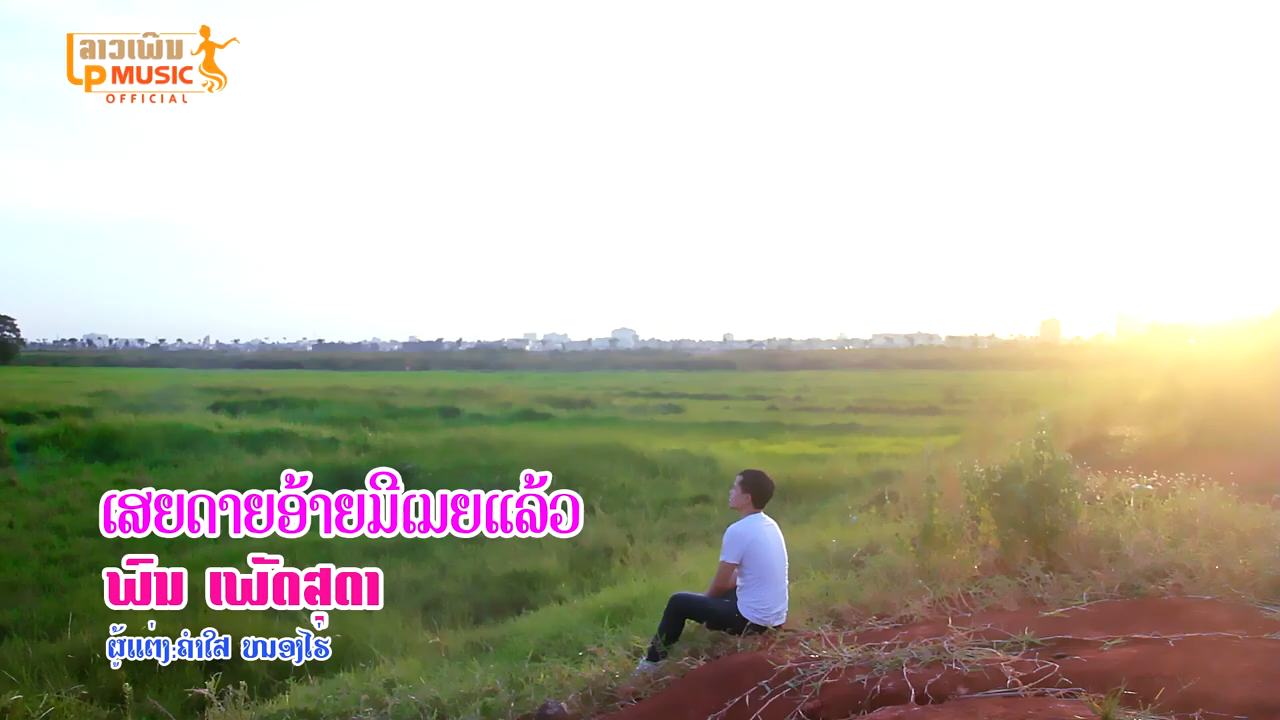 ລາວເພີນ
LP MUSIC
OFFICIAL
ເສຍດາຍອ້າຍມີເມຍແລ້ວ
ພິນ ເພັດສຸດາ
ຜູ້ແຕ່ງ:ຄຳໃສ ໜອງໄຮ່